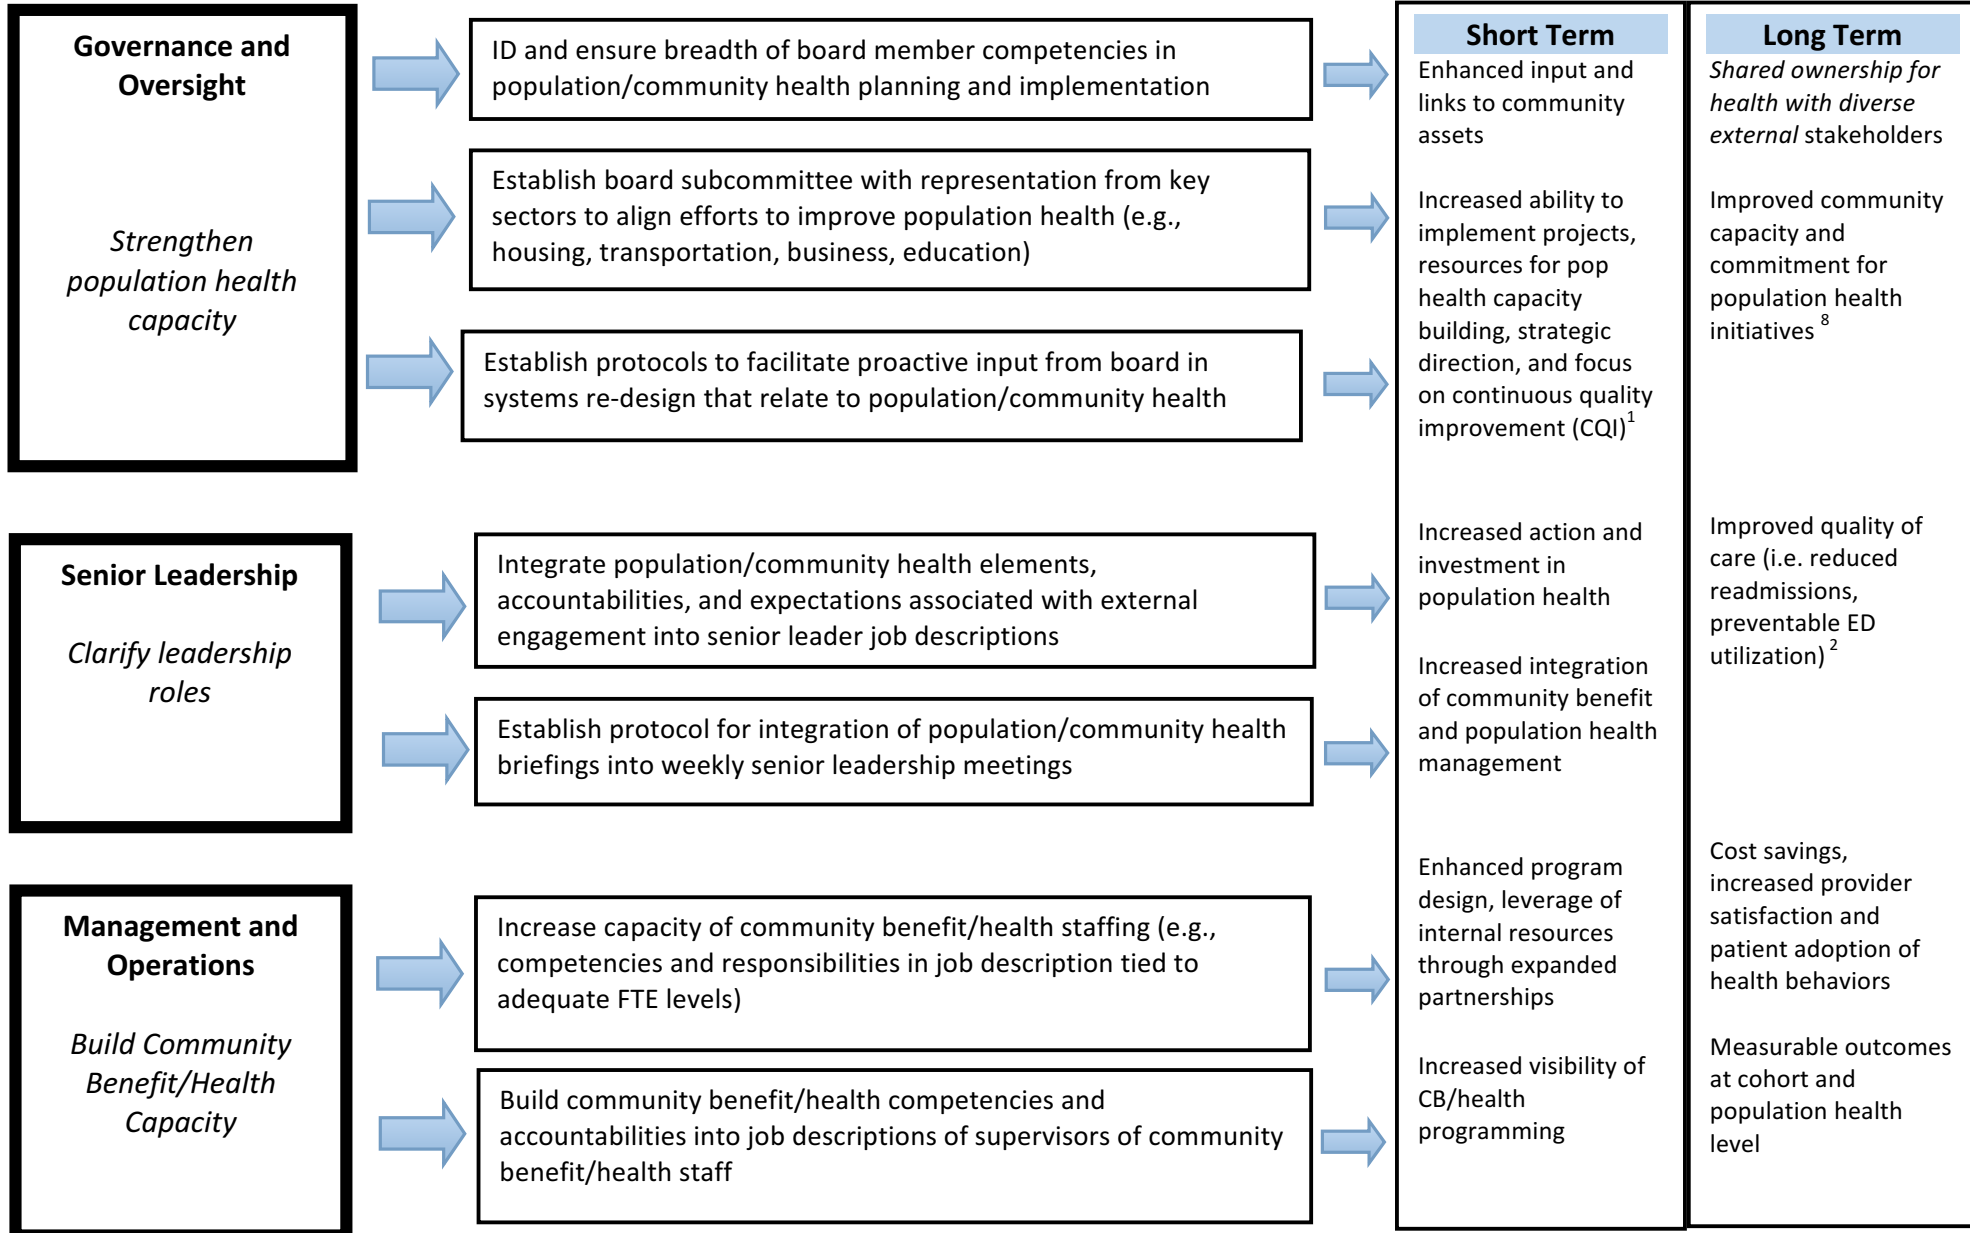 Governance and
Oversight
Strengthen
population health
capacity
ID and ensure breadth of board member competencies in
population/community health planning and implementation
Establish board subcommittee with representation from key
sectors to align efforts to improve population health (e.g.,
housing, transportation, business, education)
Establish protocols to facilitate proactive input from board in
systems re-design that relate to population/community health
Senior Leadership
Clarify leadership
roles
Integrate population/community health elements,
accountabilities, and expectations associated with external
engagement into senior leader job descriptions
Establish protocol for integration of population/community health
briefings into weekly senior leadership meetings
Management and
Operations
Build Community
Benefit/Health
Capacity
Increase capacity of community benefit/health staffing (e.g.,
competencies and responsibilities in job description tied to
adequate FTE levels)
Build community benefit/health competencies and
accountabilities into job descriptions of supervisors of community
benefit/health staff
Short Term
Enhanced input and
links to community
assets
Increased ability to
implement projects,
resources for pop
health capacity
building, strategic
direction, and focus
on continuous quality
improvement (CQI)1
Increased action and
investment in
population health
Increased integration
of community benefit
and population health
management
Enhanced program
design, leverage of
internal resources
through expanded
partnerships
Increased visibility of
CB/health
programming
Long Term
Shared ownership for
health with diverse
external stakeholders
Improved community
capacity and
commitment for
population health
initiatives 8
Improved quality of
care (i.e. reduced
readmissions,
preventable ED
utilization) 2
Cost savings,
increased provider
satisfaction and
patient adoption of
health behaviors
Measurable outcomes
at cohort and
population health
level